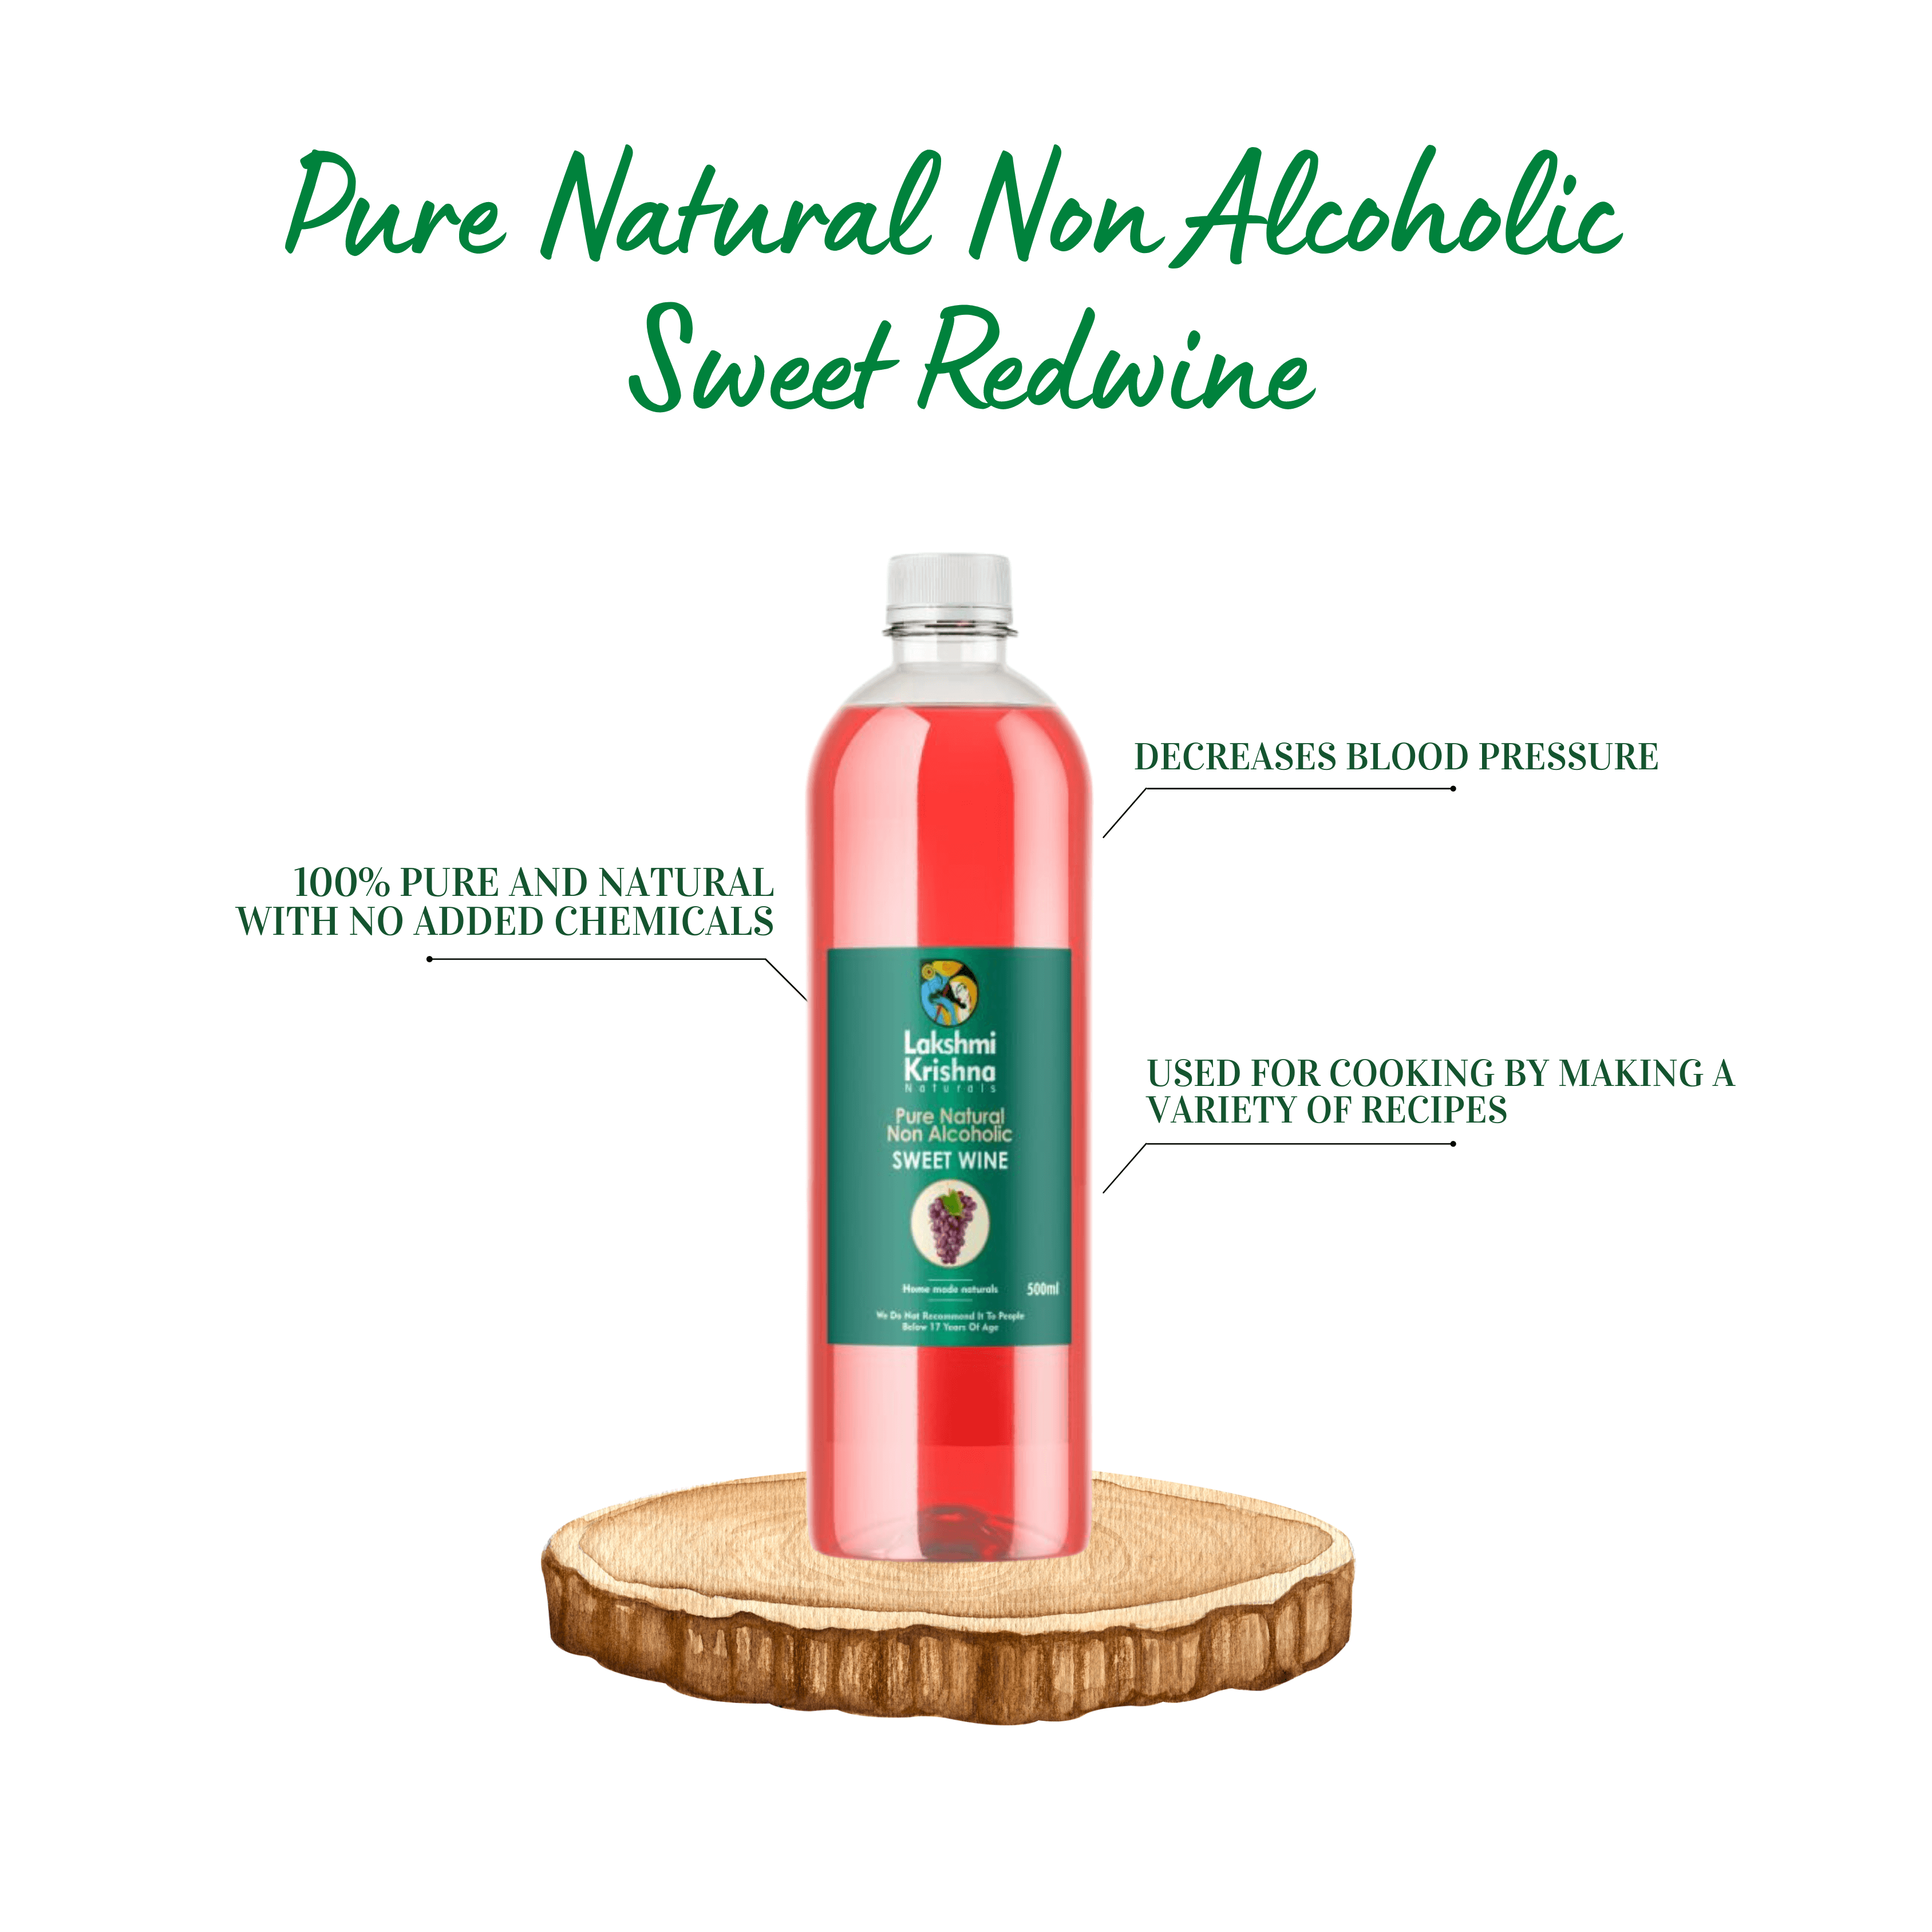 Pure Natural Non Alcoholic
Sweet Redwine
DECREASES BLOOD PRESSURE
100% PURE AND NATURAL
WITH NO ADDED CHEMICALS
USED FOR COOKING BY MAKING A
VARIETY OF RECIPES
Lakshmi
Krishna
Naturals
Pure Natural
Non Alcoholic
SWEET WINE
Home made naturals
500ml
We Do Not Recommend It To People
Below 17 Years Of Age